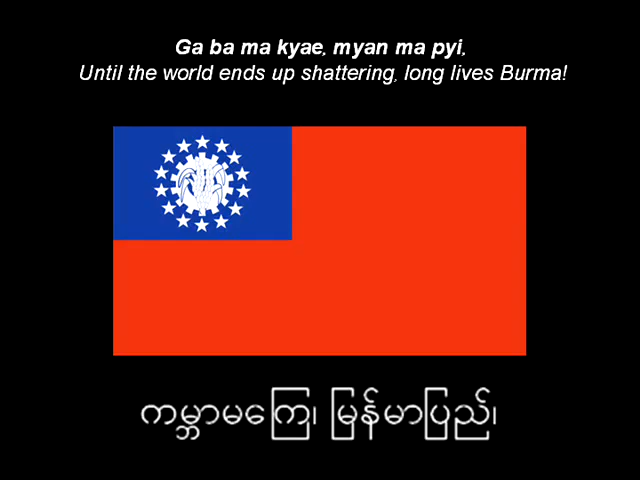 Ga ba ma kyae, myan ma pyi,
Until the world ends up shattering, long lives Burma!
ကမ္ဘာမကြေ၊ မြန်မာပြည်၊